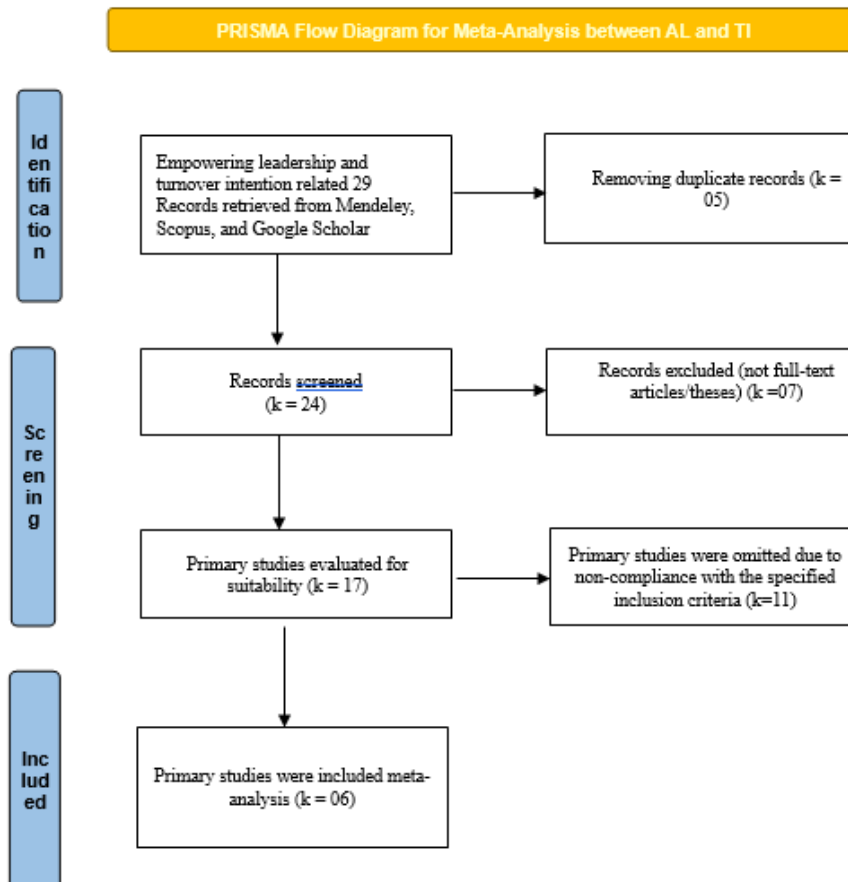 PRISMA Flow Diagram for Meta-Analysis between AL and TI
Id
en
tifi
ca
tio
n
Empowering leadership and
turnover intention related 29
Records retrieved from Mendeley,
Scopus, and Google Scholar
Removing duplicate records (k =
05)
Sc
re
en
in
g
Records screened
(k = 24)
Records excluded (not full-text
articles/theses) (k =07)
Primary studies evaluated for
suitability (k = 17)
Primary studies were omitted due to
non-compliance with the specified
inclusion criteria (k=11)
Inc
lud
ed
Primary studies were included meta-
analysis (k = 06)